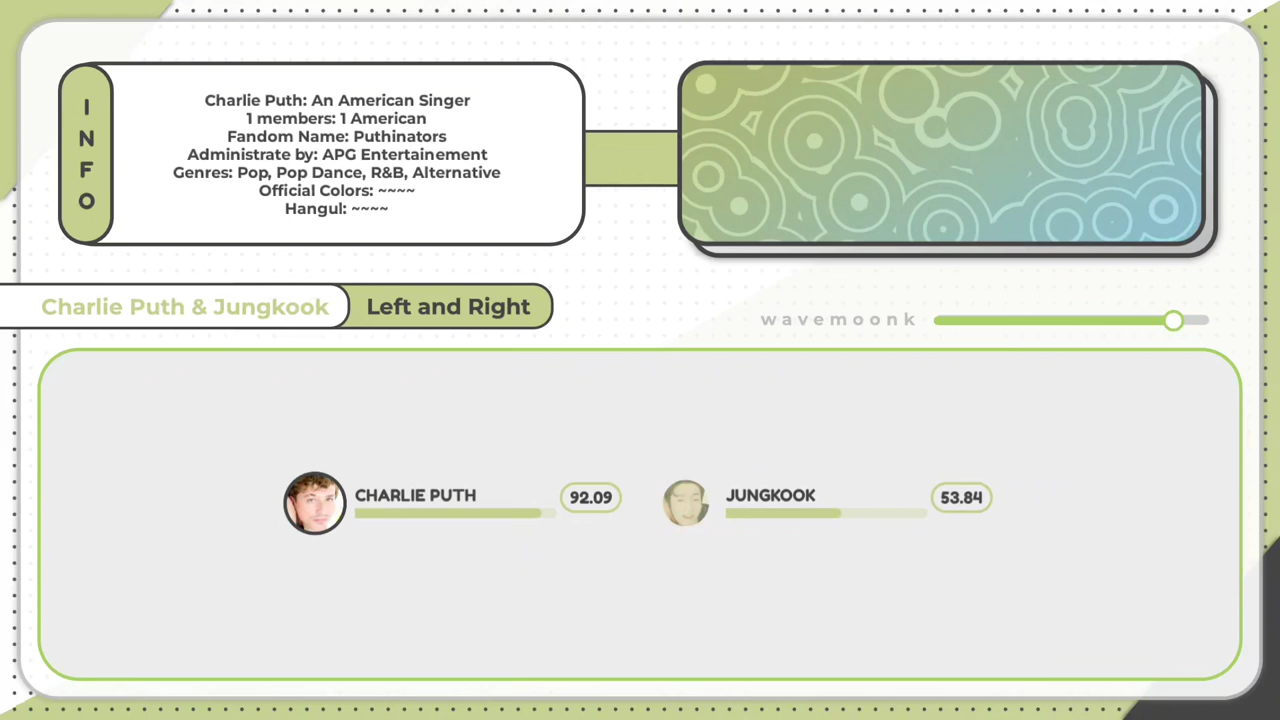 INFO
Charlie Puth: An American Singer
1 members: 1 American
Fandom Name: Puthinators
Administrate by: APG Entertainement
Genres: Pop, Pop Dance, R&B, Alternative
Official Colors: ~~~~
Hangul: ~~~~
Charlie Puth & Jungkook Left and Right
wavemoonk
CHARLIE PUTH 92.09
JUNGKOOK 53.84